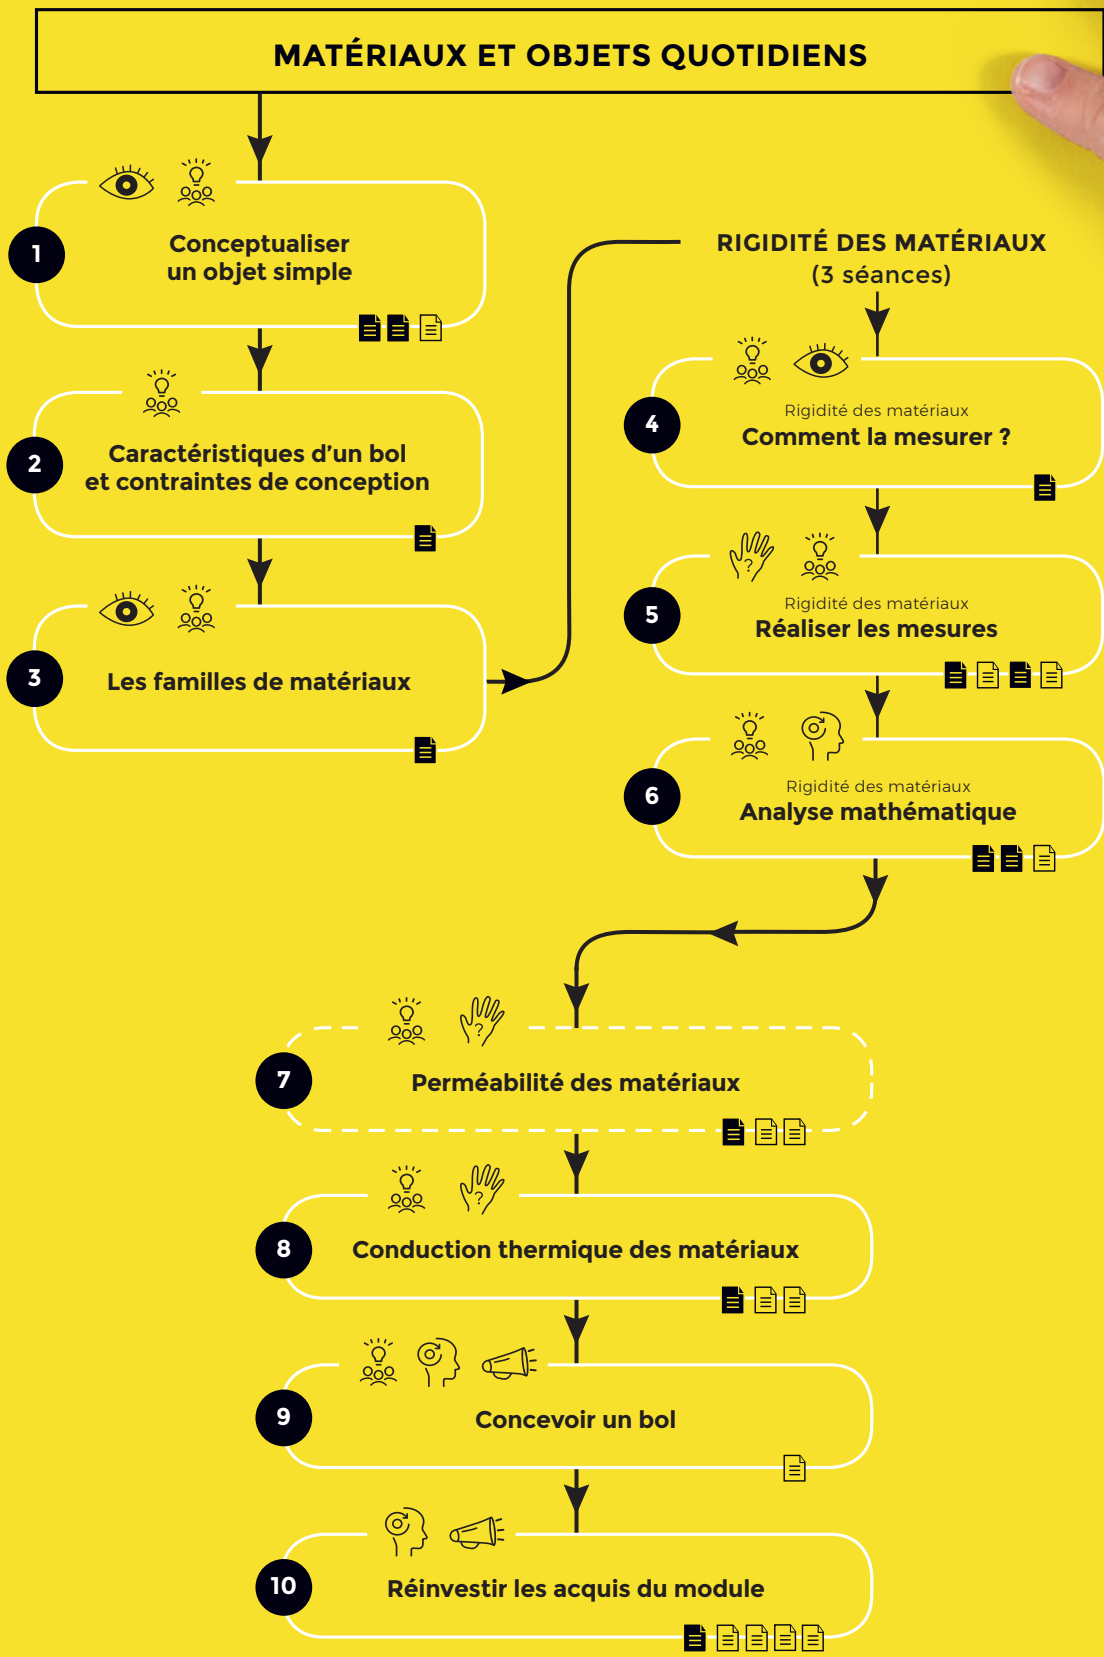 MATÉRIAUX ET OBJETS QUOTIDIENS
1
Conceptualiser
un objet simple
2
Caractéristiques d'un bol
et contraintes de conception
3
Les familles de matériaux
RIGIDITÉ DES MATÉRIAUX
(3 séances)
4
Rigidité des matériaux
Comment la mesurer ?
5
?
Rigidité des matériaux
Réaliser les mesures
6
Rigidité des matériaux
Analyse mathématique
7
?
Perméabilité des matériaux
8
?
Conduction thermique des matériaux
9
Concevoir un bol
10
Réinvestir les acquis du module